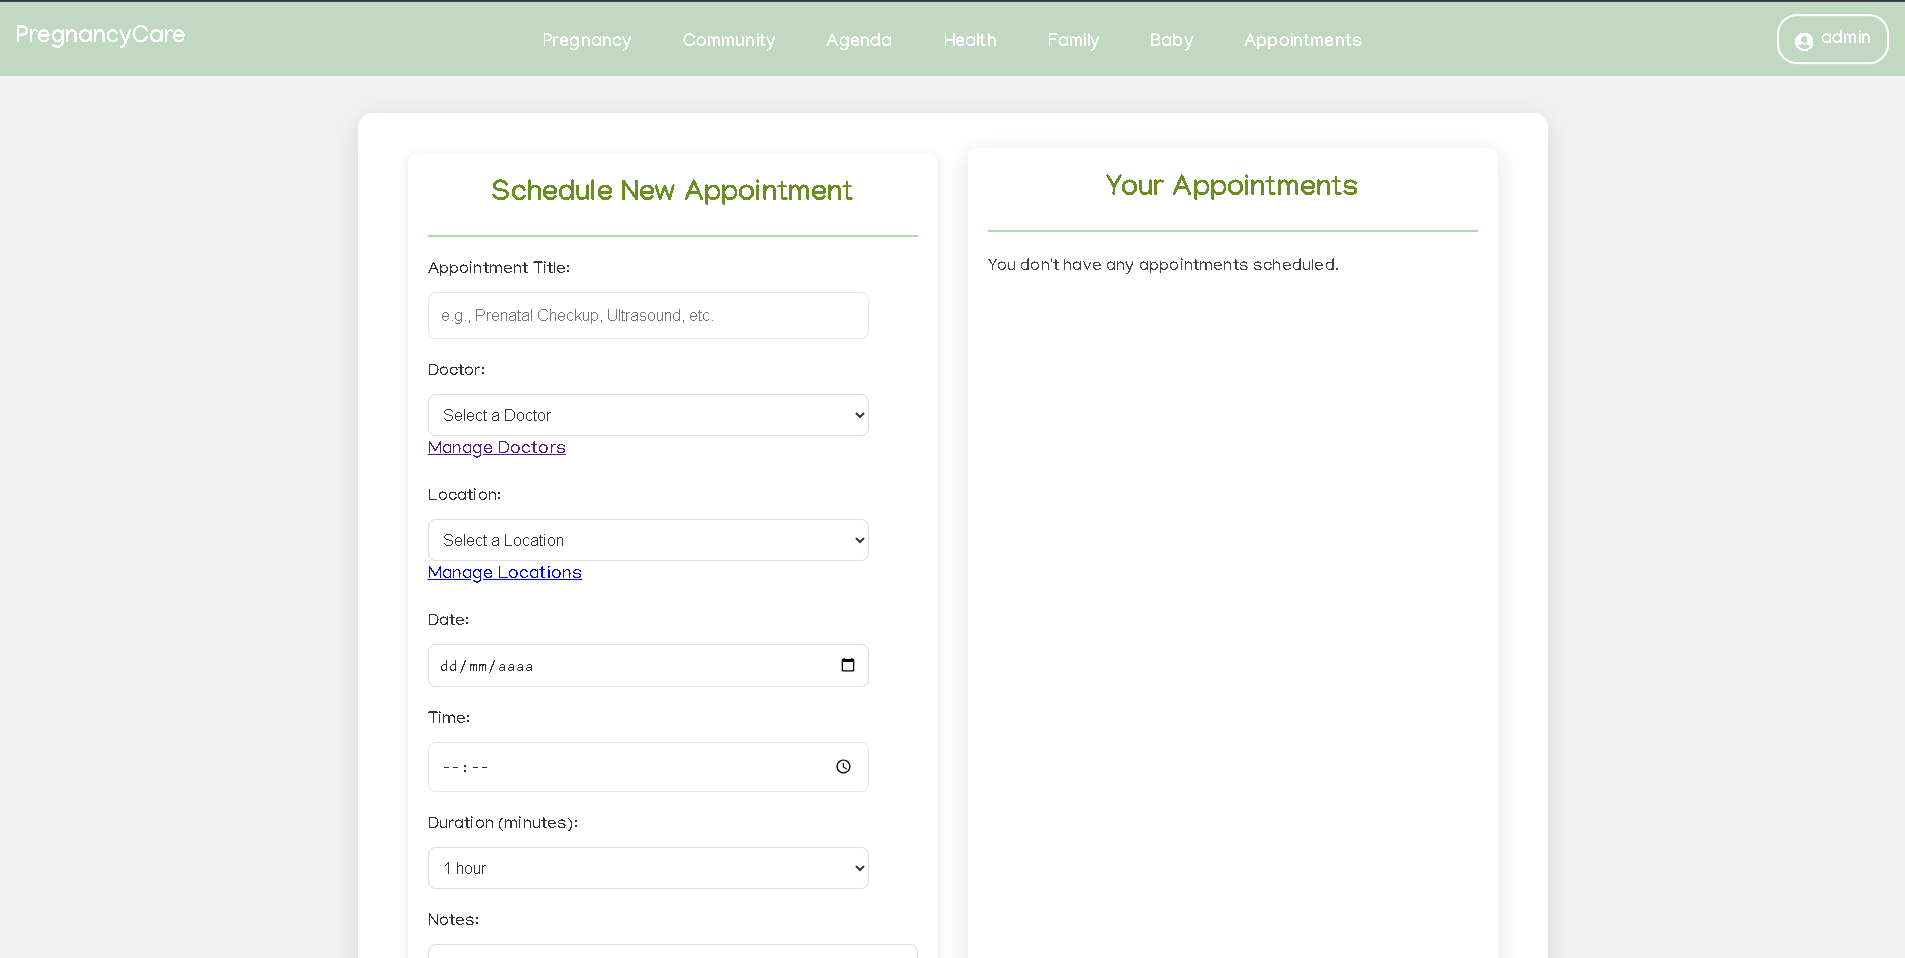 PregnancyCare
Pregnancy Community Agenda Health Family Baby Appointments
admin
Schedule New Appointment
Appointment Title:
e.g., Prenatal Checkup, Ultrasound, etc.
Doctor:
Select a Doctor
Manage Doctors
Location:
Select a Location
Manage Locations
Date:
dd/mm/aaaa
Time:
--:--
Duration (minutes):
1 hour
Notes:
Your Appointments
You don't have any appointments scheduled.